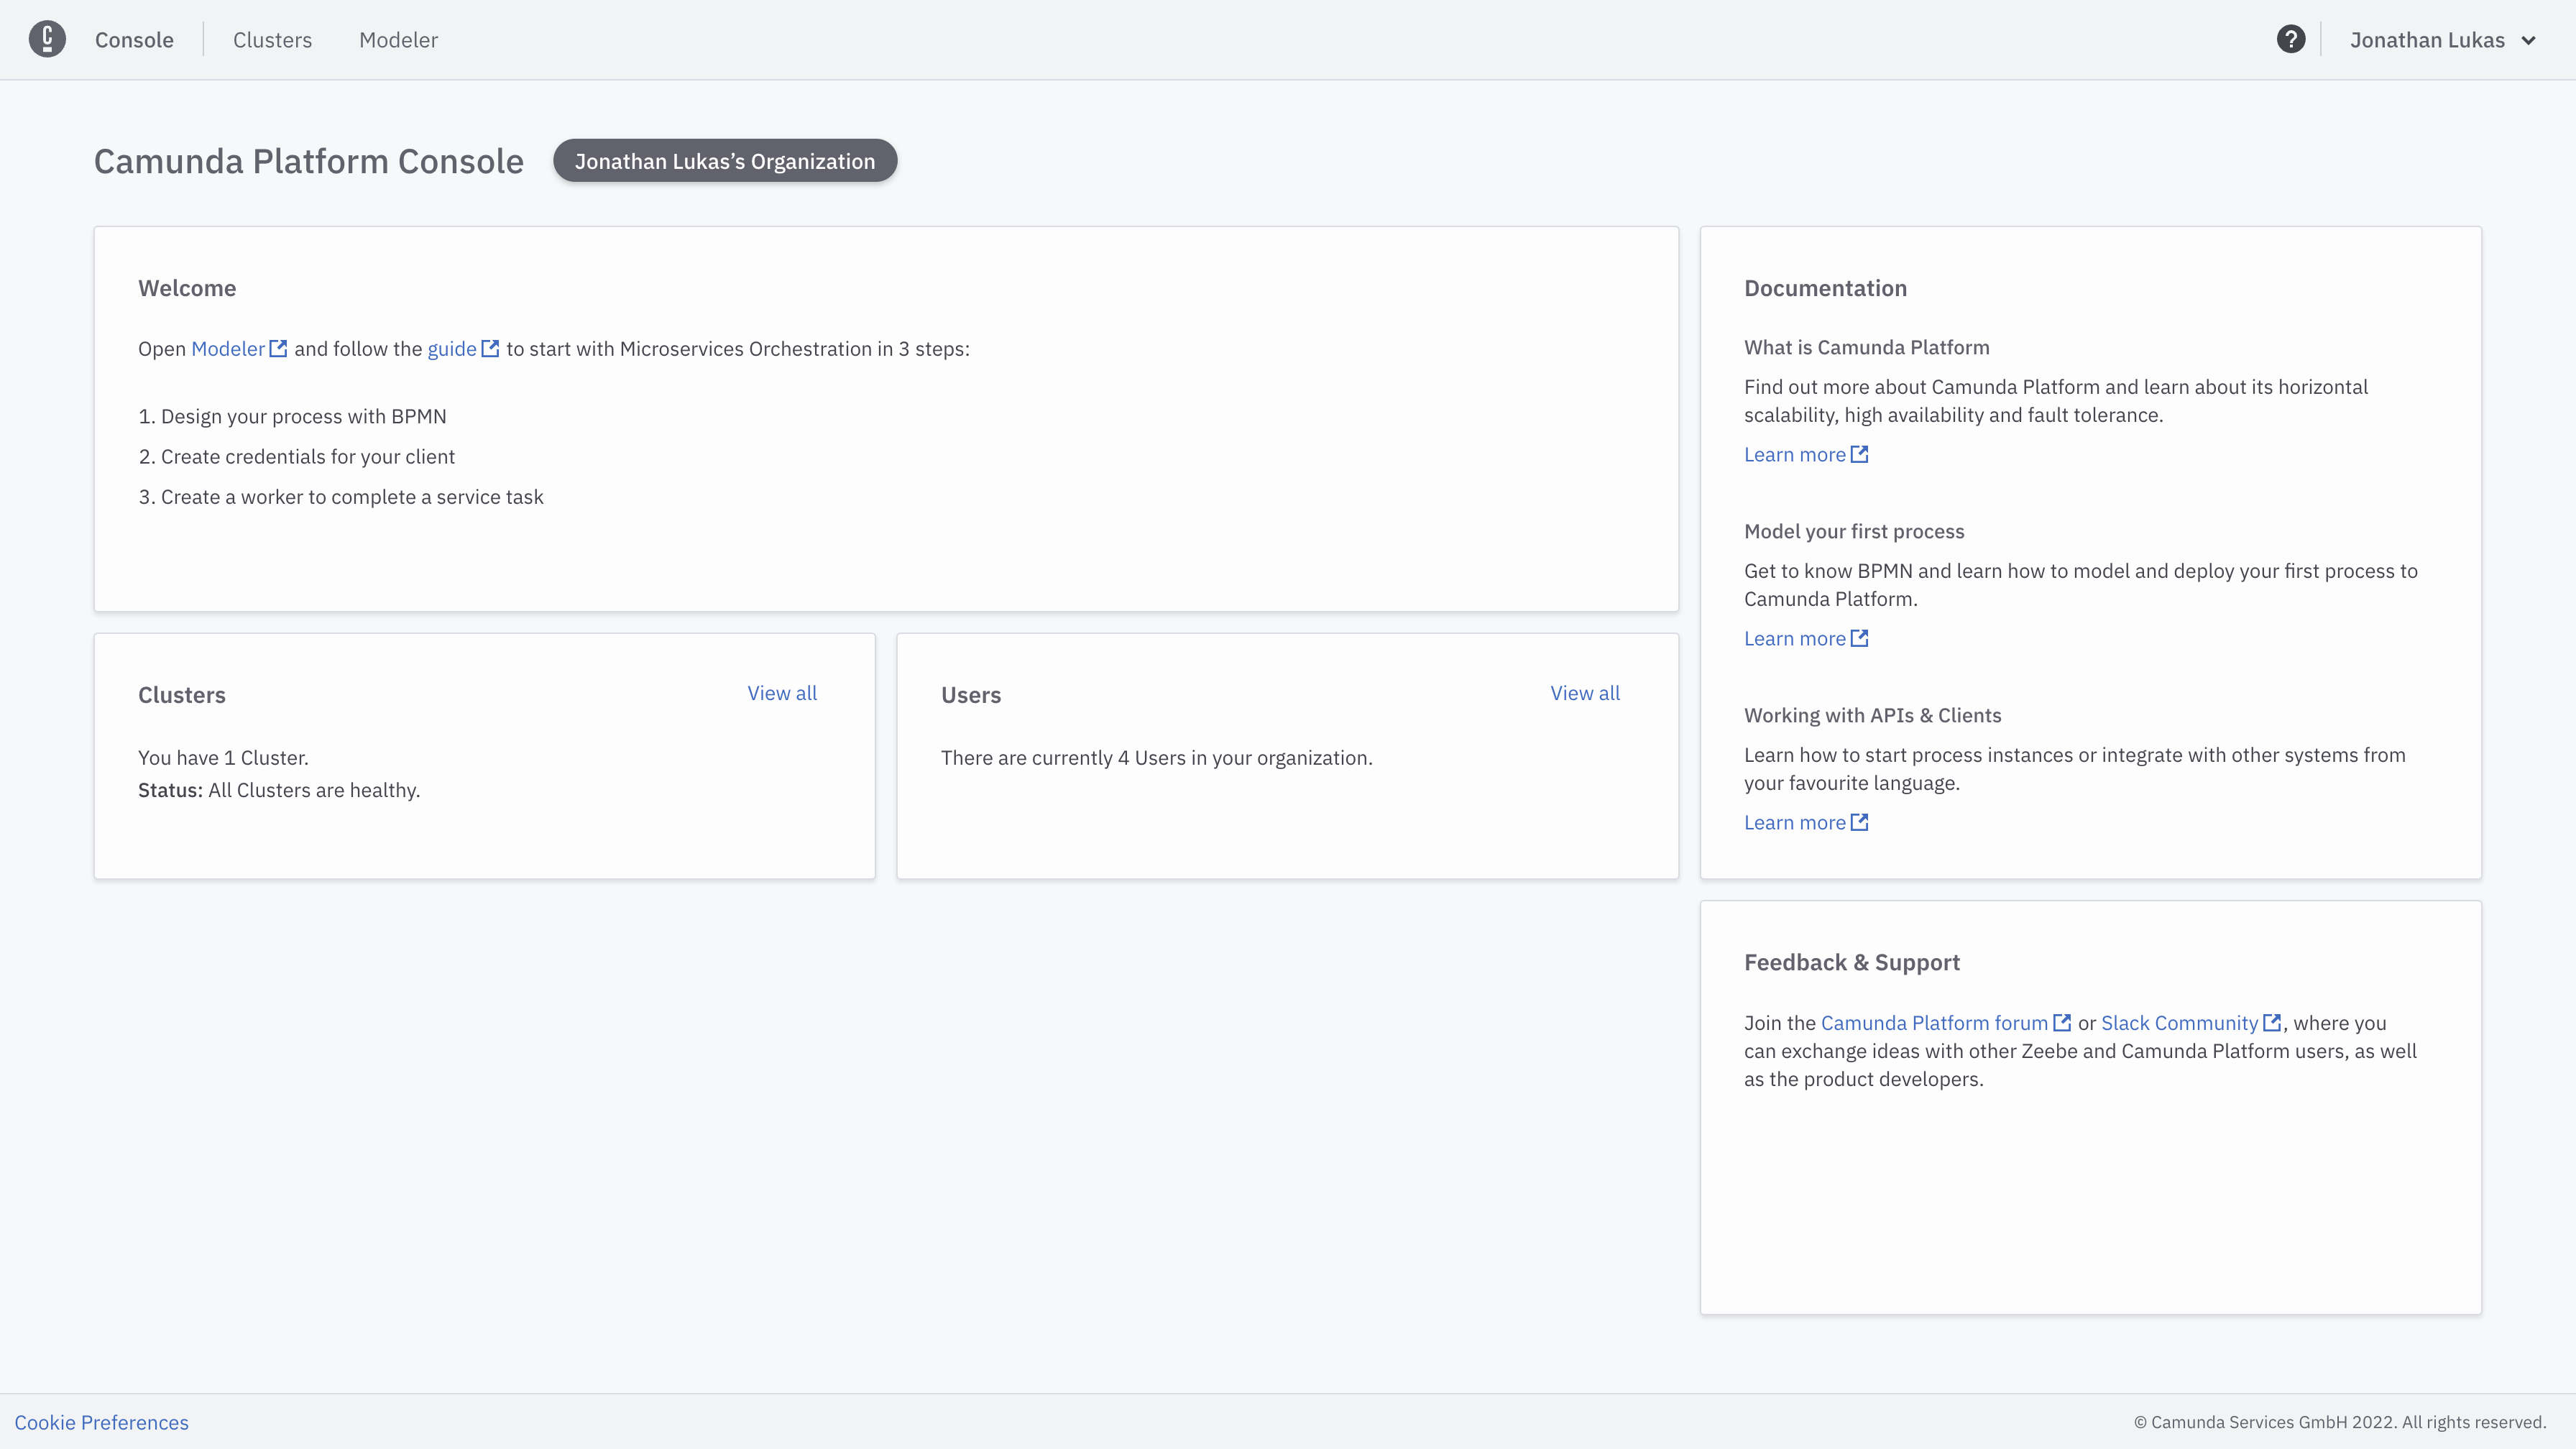 Console
Clusters
Modeler
Jonathan Lukas
Camunda Platform Console
Jonathan Lukas’s Organization
Welcome
Open Modeler and follow the guide to start with Microservices Orchestration in 3 steps:
1. Design your process with BPMN
2. Create credentials for your client
3. Create a worker to complete a service task
Clusters
View all
You have 1 Cluster.
Status: All Clusters are healthy.
Users
View all
There are currently 4 Users in your organization.
Documentation
What is Camunda Platform
Find out more about Camunda Platform and learn about its horizontal
scalability, high availability and fault tolerance.
Learn more
Model your first process
Get to know BPMN and learn how to model and deploy your first process to
Camunda Platform.
Learn more
Working with APIs & Clients
Learn how to start process instances or integrate with other systems from
your favourite language.
Learn more
Feedback & Support
Join the Camunda Platform forum or Slack Community, where you
can exchange ideas with other Zeebe and Camunda Platform users, as well
as the product developers.
Cookie Preferences
© Camunda Services GmbH 2022. All rights reserved.